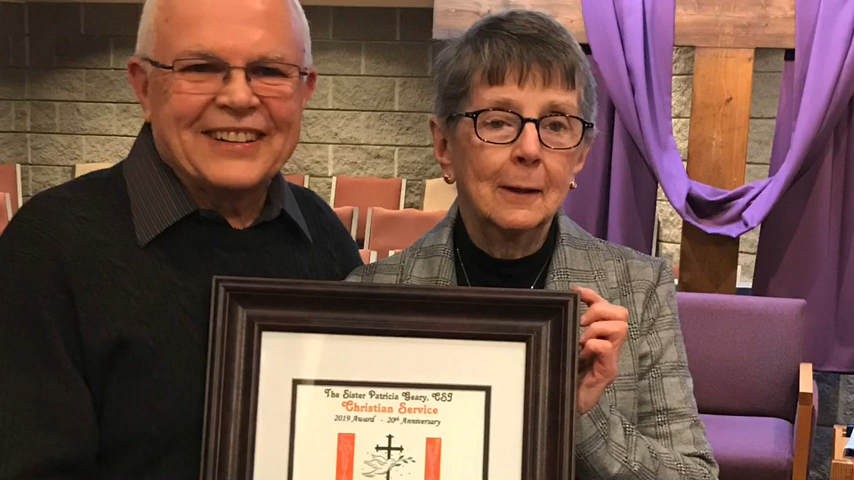 The Sister Patricia Geary, CSJ
Christian Service
2019 Award - 20th Anniversary